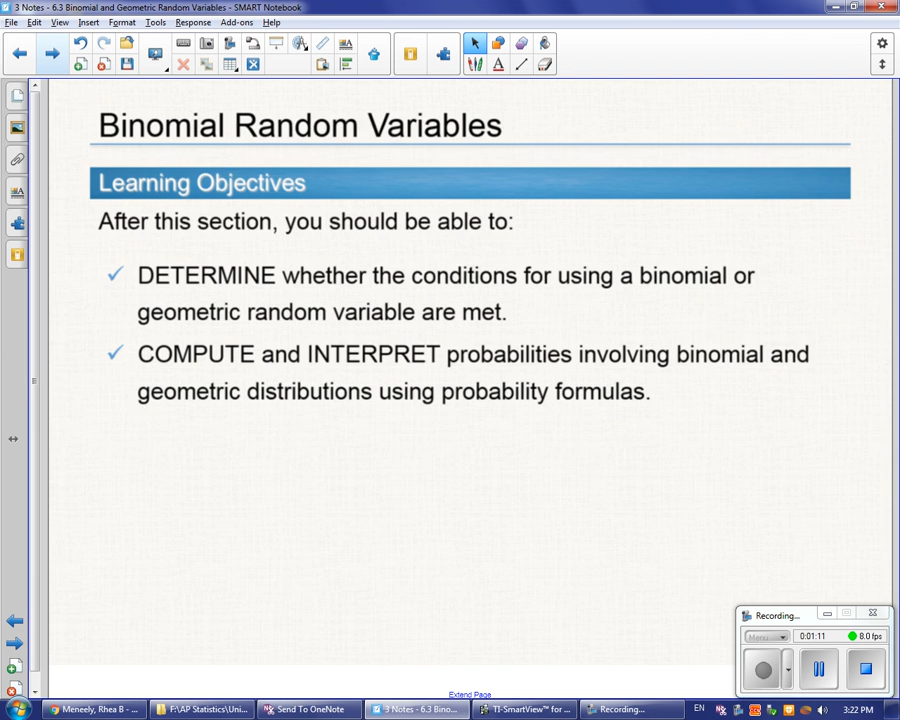 3 Notes - 6.3 Binomial and Geometric Random Variables - SMART Notebook
File Edit View Insert Format Tools Response Add-ons Help
Binomial Random Variables
Learning Objectives
After this section, you should be able to:
DETERMINE whether the conditions for using a binomial or
geometric random variable are met.
COMPUTE and INTERPRET probabilities involving binomial and
geometric distributions using probability formulas.
Recording...
Menu 0:01:11 8.0 fps
Extend Page
Meneely, Rhea B - ... F:\AP Statistics\Uni... Send To OneNote 3 Notes - 6.3 Bino... TI-SmartView™ for ... Recording... EN 3:22 PM